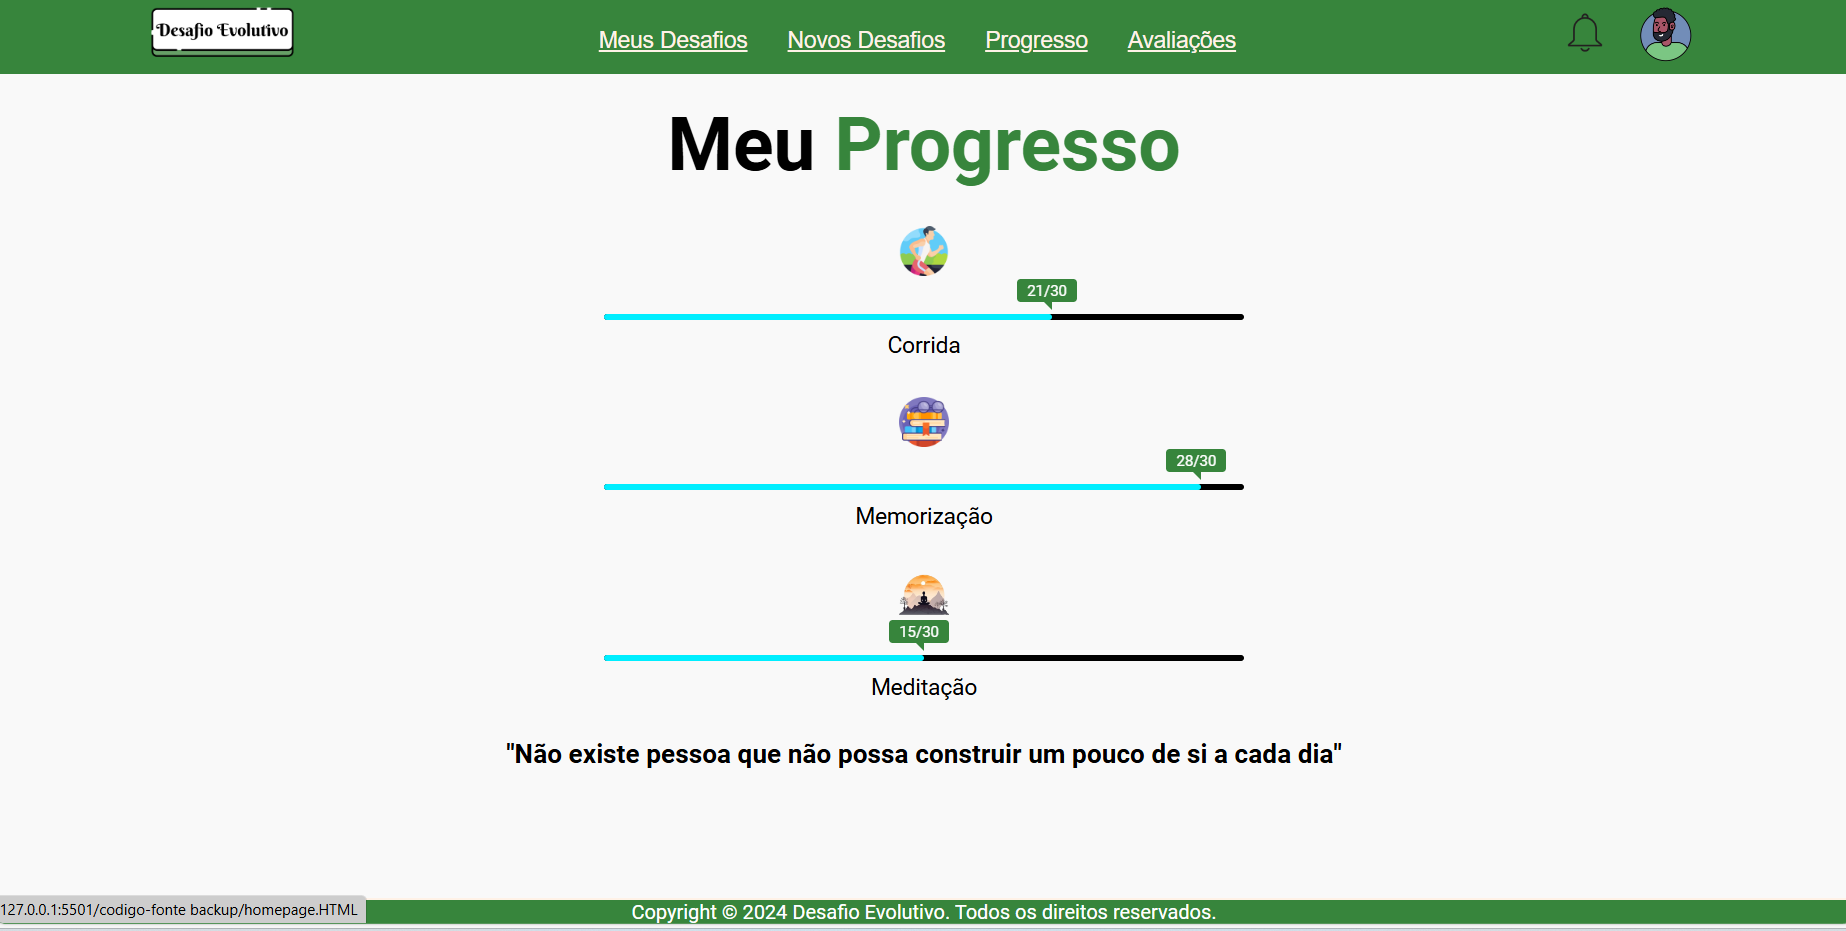 Desafio Evolutivo
Meus Desafios Novos Desafios Progresso Avaliações
Meu Progresso
21/30
Corrida
28/30
Memorização
15/30
Meditação
"Não existe pessoa que não possa construir um pouco de si a cada dia"
127.0.0.1:5501/codigo-fonte backup/homepage.HTML
Copyright © 2024 Desafio Evolutivo. Todos os direitos reservados.